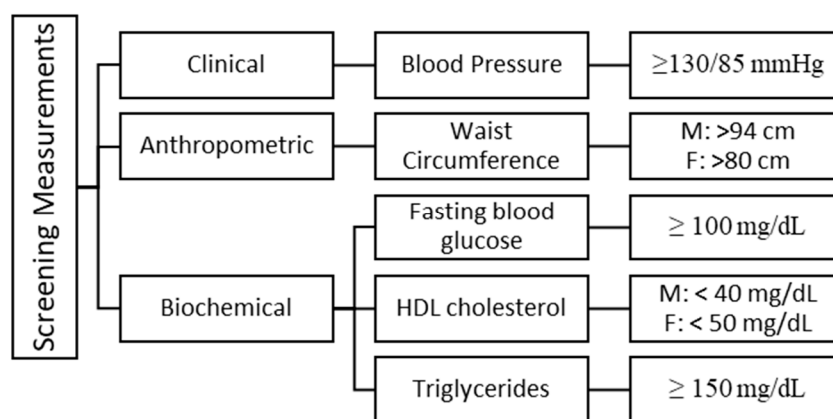 Screening Measurements
Clinical
Blood Pressure
≥130/85 mmHg
Anthropometric
Waist
Circumference
M: >94 cm
F: >80 cm
Biochemical
Fasting blood
glucose
≥ 100 mg/dL
HDL cholesterol
M: < 40 mg/dL
F: < 50 mg/dL
Triglycerides
≥ 150 mg/dL